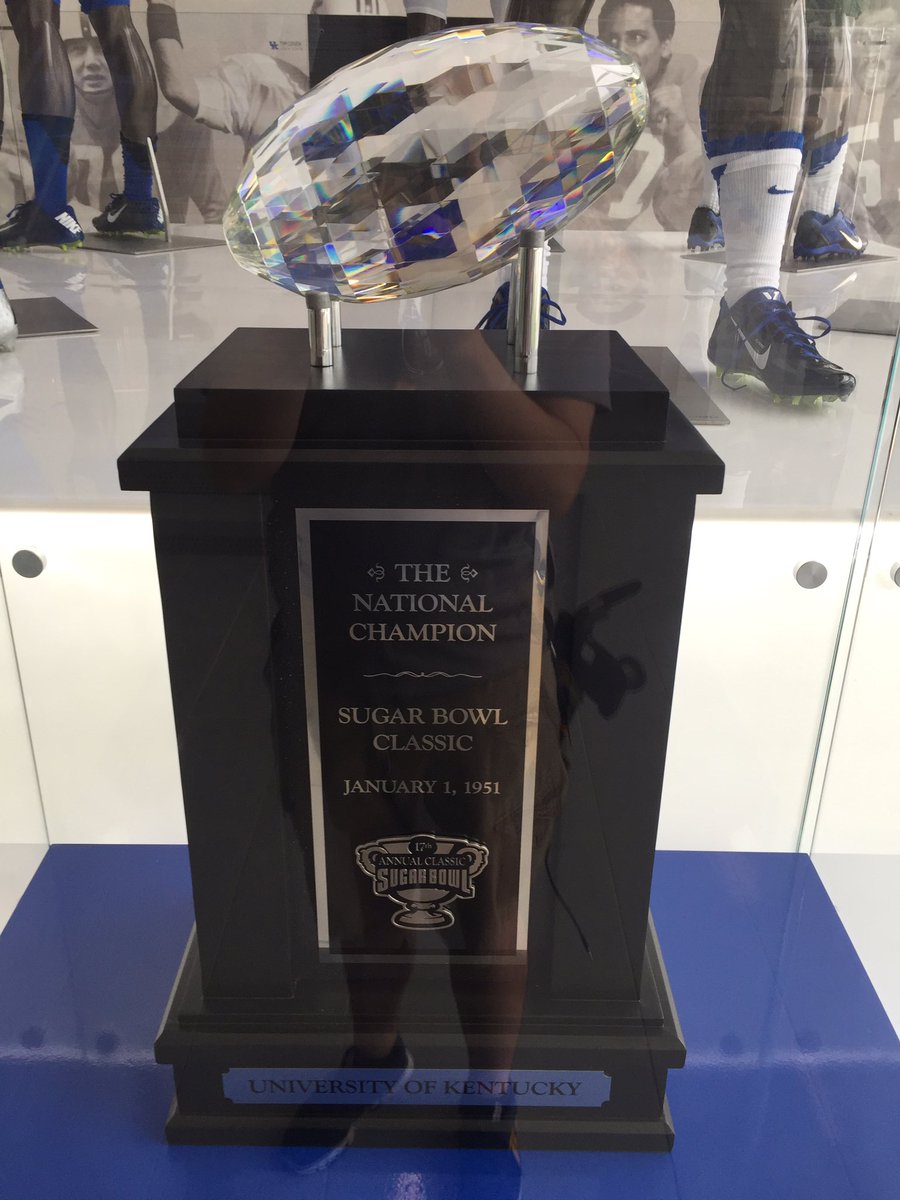 THE
NATIONAL
CHAMPION
SUGAR BOWL
CLASSIC
JANUARY 1, 1951
17th
ANNUAL CLASSIC
SUGAR BOWL
UNIVERSITY OF KENTUCKY